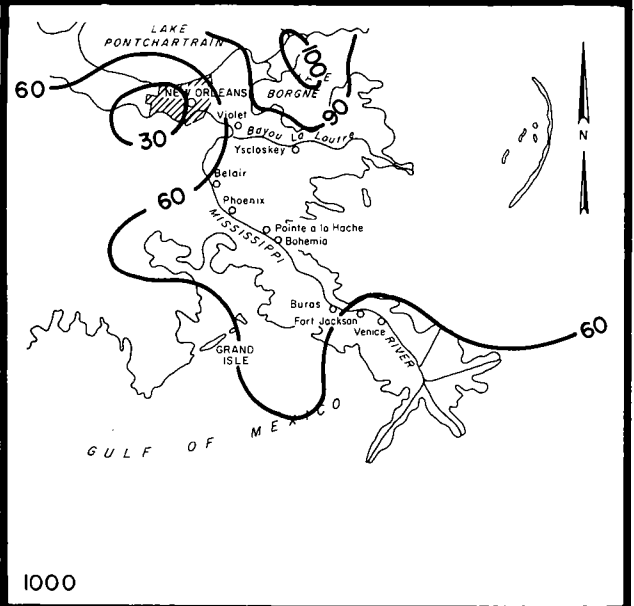 LAKE
PONTCHARTRAIN
100
60
NEW ORLEANS
BORGNE
90
Violet
30
Bayou La Loutre
Yscloskey
N
Belair
60
Phoenix
MISSISSIPPI
Pointe a la Hache
Bohemia
Buras
Fort Jackson
Venice
RIVER
60
GRAND
ISLE
GULF OF MEXICO
1000